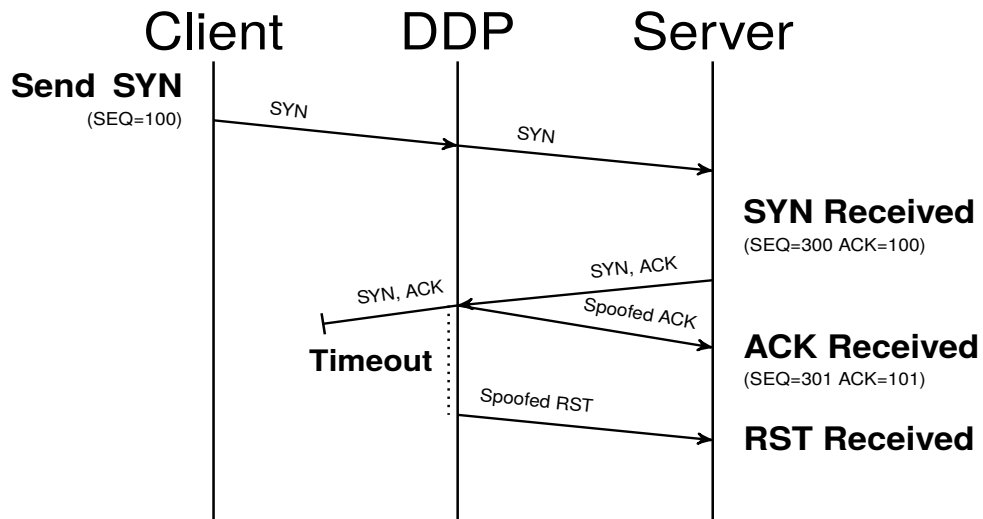 Client
DDP
Server
Send SYN
(SEQ=100)
SYN
SYN
SYN Received
(SEQ=300 ACK=100)
SYN, ACK
SYN, ACK
Spoofed ACK
Timeout
ACK Received
(SEQ=301 ACK=101)
Spoofed RST
RST Received